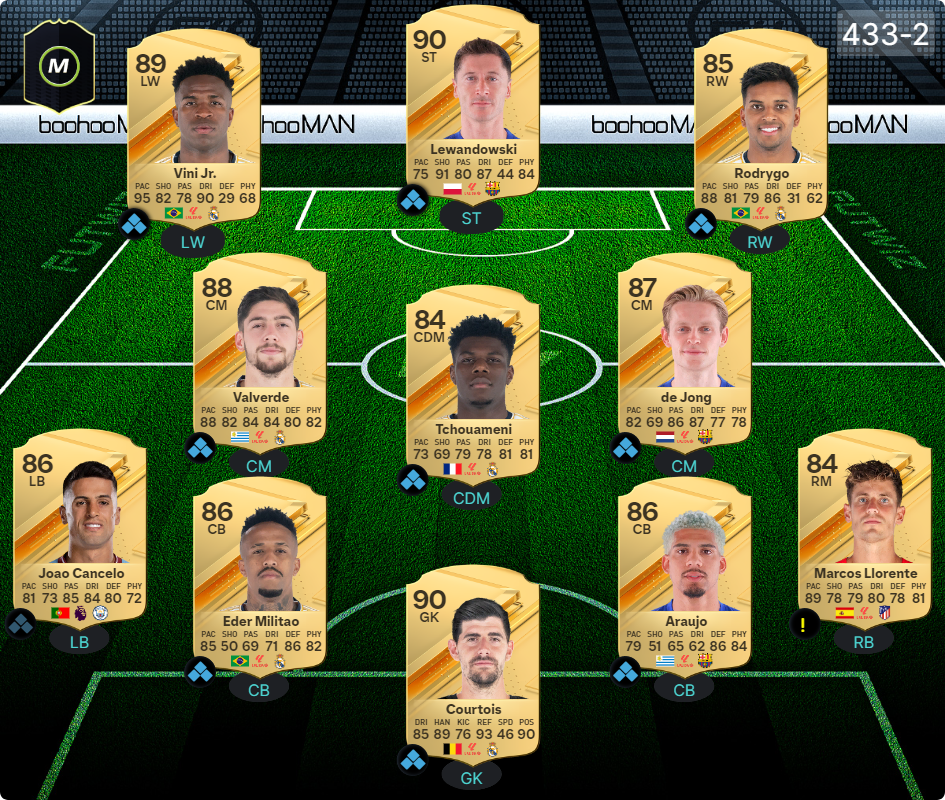 433-2
M
boohooM
hooMAN
boohooMA
ooMAN
FUTWIZ
89
LW
Vini Jr.
PAC SHO PAS DRI DEF PHY
95 82 78 90 29 68
LW
90
ST
Lewandowski
PAC SHO PAS DRI DEF PHY
75 91 80 87 44 84
ST
85
RW
Rodrygo
PAC SHO PAS DRI DEF PHY
88 81 79 86 31 62
RW
88
CM
Valverde
PAC SHO PAS DRI DEF PHY
88 82 84 84 80 82
CM
84
CDM
Tchouameni
PAC SHO PAS DRI DEF PHY
73 69 79 78 81 81
CDM
87
CM
de Jong
PAC SHO PAS DRI DEF PHY
82 69 86 87 77 78
CM
86
LB
Joao Cancelo
PAC SHO PAS DRI DEF PHY
81 73 85 84 80 72
LB
86
CB
Eder Militao
PAC SHO PAS DRI DEF PHY
85 50 69 71 86 82
CB
90
GK
Courtois
DRI HAN KIC REF SPD POS
85 89 76 93 46 90
GK
86
CB
Araujo
PAC SHO PAS DRI DEF PHY
79 51 65 62 86 84
CB
84
RM
Marcos Llorente
PAC SHO PAS DRI DEF PHY
89 78 79 80 78 81
!
RB